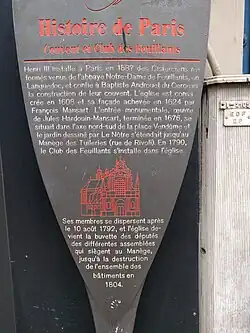 Histoire de Paris
Couvent et Club des Feuillants
Henri III installe à Paris en 1587 des Cisterciens ré-
formés venus de l'abbaye Notre-Dame de Feuillants, en
Languedoc, et confie à Baptiste Androuet du Cerceau
la construction de leur couvent. L'église est consa-
crée en 1608 et sa façade achevée en 1624 par
François Mansart. L'entrée monumentale, œuvre
de Jules Hardouin-Mansart, terminée en 1676, se
situait dans l'axe nord-sud de la place Vendôme et
le jardin dessiné par Le Nôtre s'étendait jusqu'au
Manège des Tuileries (rue de Rivoli). En 1790,
le Club des Feuillants s'installe dans l'église.
Ses membres se dispersent après
le 10 août 1792, et l'église de-
vient la buvette des députés
des différentes assemblées
qui siègent au Manège,
jusqu'à la destruction
de l'ensemble des
bâtiments en
1804.